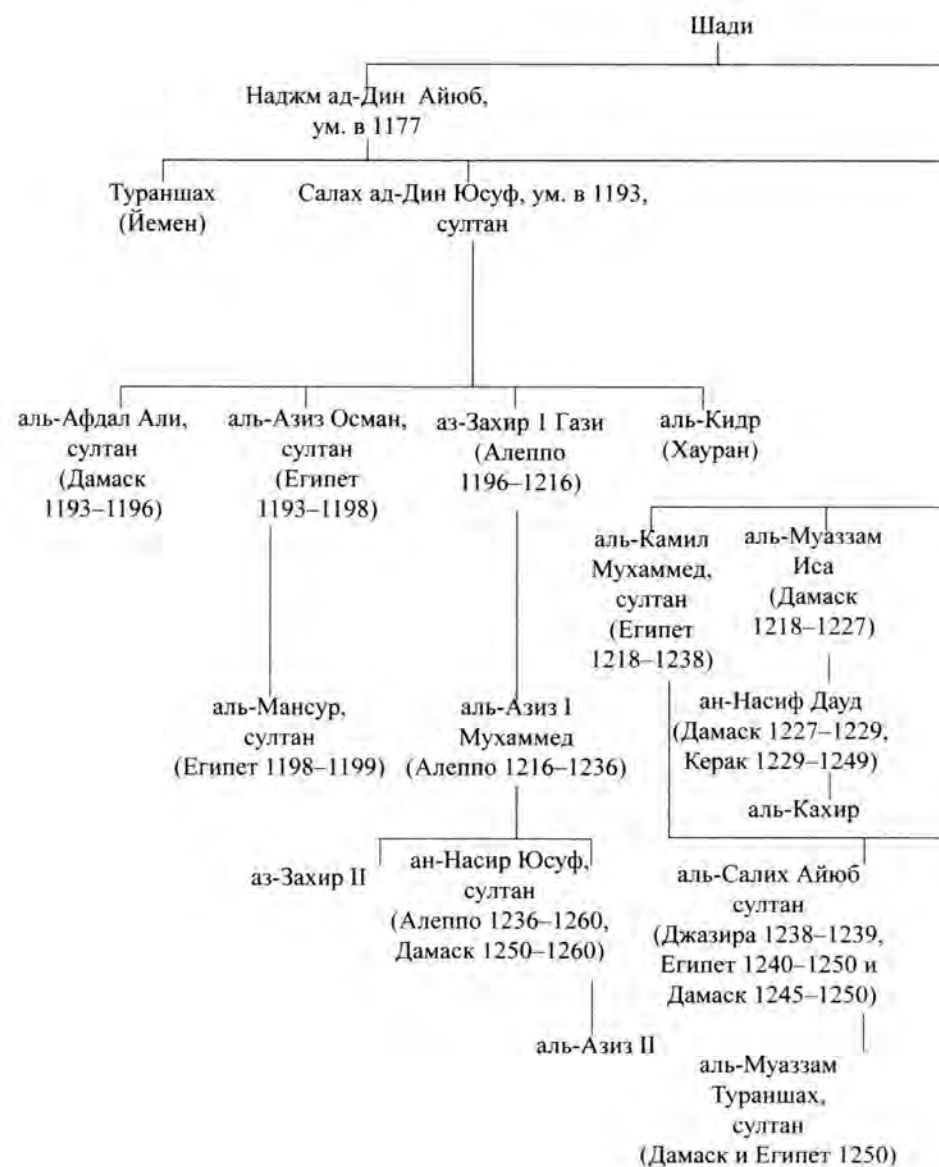 Шади
Наджм ад-Дин Айюб,
ум. в 1177
Тураншах
(Йемен)
Салах ад-Дин Юсуф, ум. в 1193,
султан
аль-Афдал Али,
султан
(Дамаск
1193–1196)
аль-Азиз Осман,
султан
(Египет
1193–1198)
аз-Захир I Гази
(Алеппо
1196–1216)
аль-Кидр
(Хауран)
аль-Камил
Мухаммед,
султан
(Египет
1218–1238)
аль-Муаззам
Иса
(Дамаск
1218–1227)
аль-Мансур,
султан
(Египет 1198–1199)
аль-Азиз I
Мухаммед
(Алеппо 1216–1236)
ан-Насиф Дауд
(Дамаск 1227–1229,
Керак 1229–1249)
аль-Кахир
аз-Захир II
ан-Насир Юсуф,
султан
(Алеппо 1236–1260,
Дамаск 1250–1260)
аль-Салих Айюб
султан
(Джазира 1238–1239,
Египет 1240–1250 и
Дамаск 1245–1250)
аль-Азиз II
аль-Муаззам
Тураншах,
султан
(Дамаск и Египет 1250)